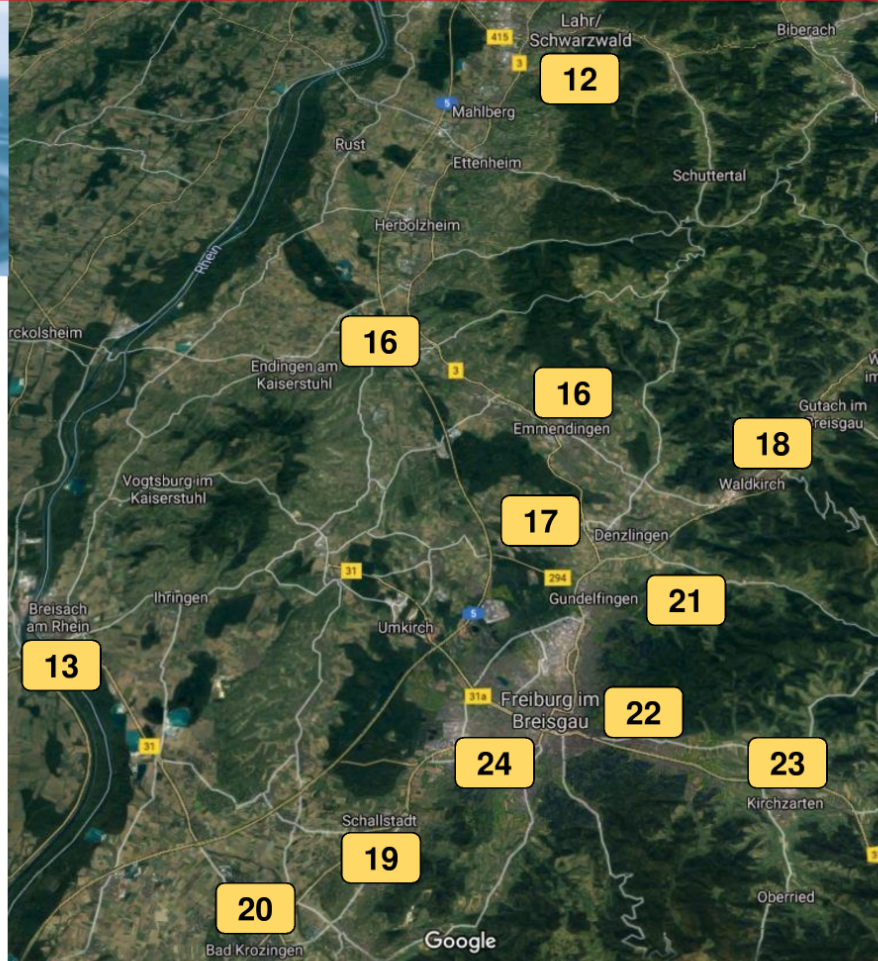 Lahr/
Schwarzwald
Biberach
415
3
12
5
Mahlberg
Rust
Ettenheim
Schuttertal
Herbolzheim
Rhein
rckolsheim
16
Endingen am
Kaiserstuhl
3
16
Emmendingen
Gutach im
Breisgau
18
Waldkirch
Vogtsburg im
Kaiserstuhl
17
Denzlingen
31
294
Ihringen
Gundelfingen
21
Breisach
am Rhein
5
Umkirch
13
31a
Freiburg im
Breisgau
22
31
24
23
Kirchzarten
Schallstadt
19
3
Oberried
20
Bad Krozingen
Google